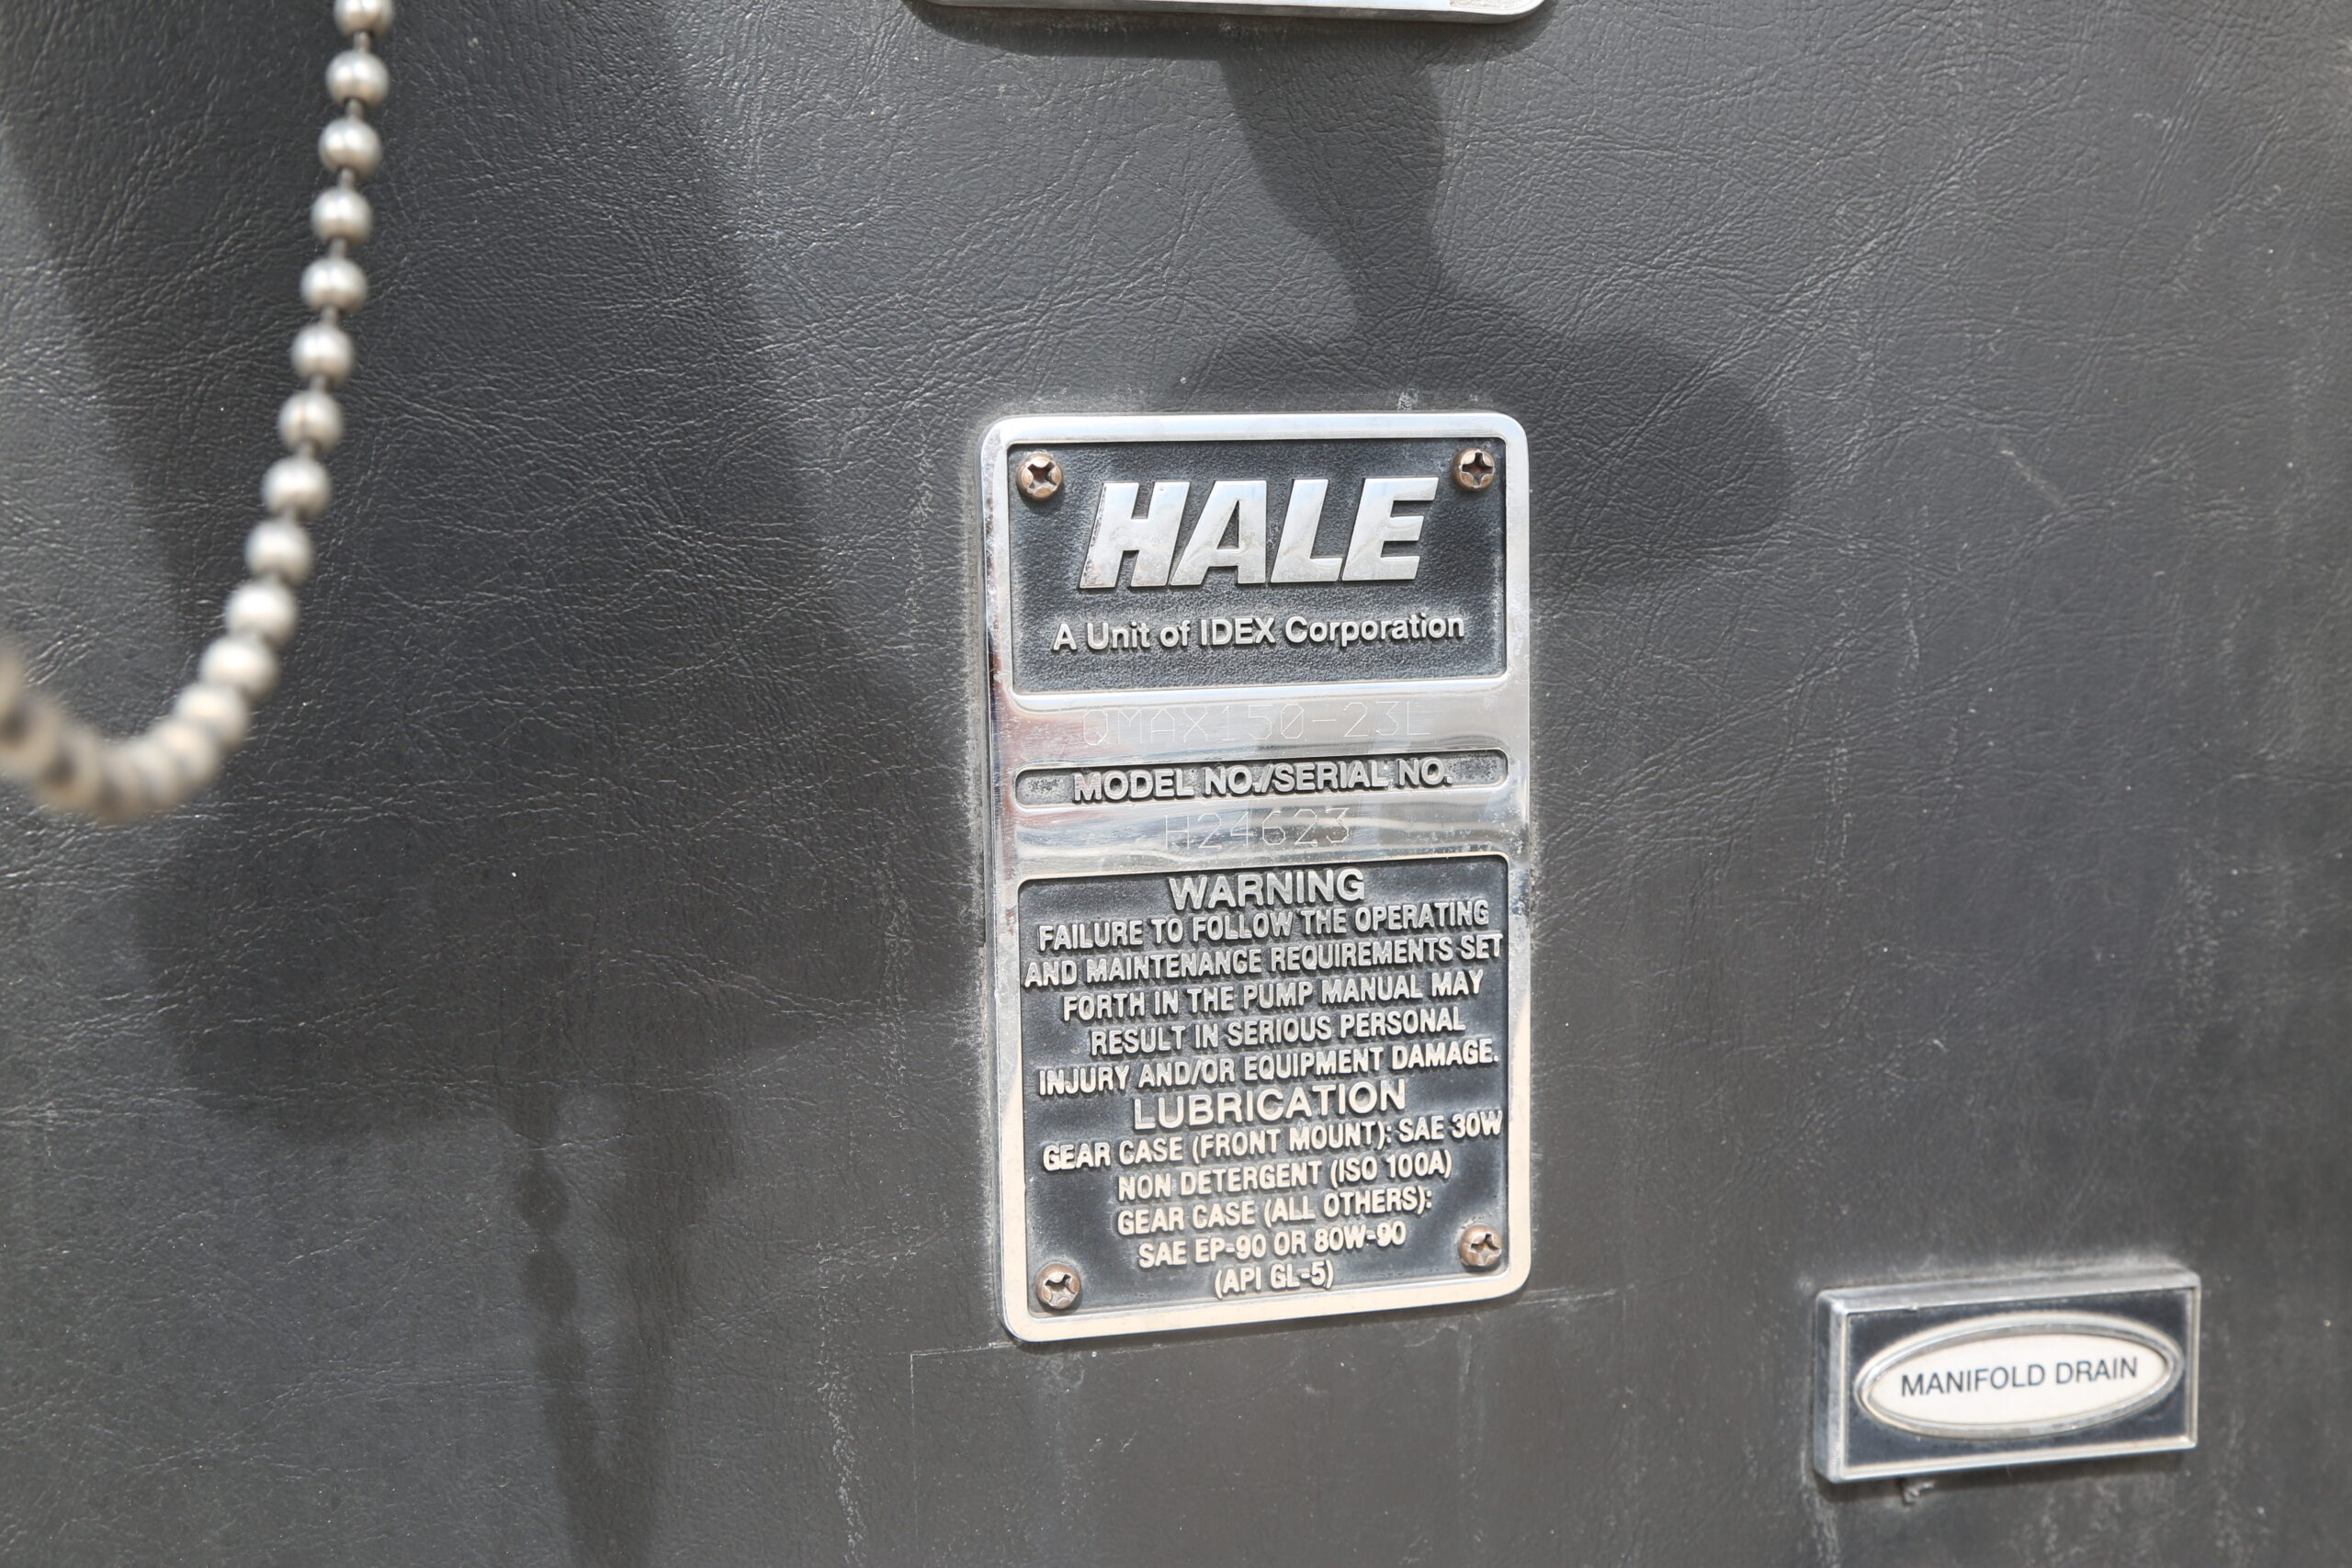 HALE
A Unit of IDEX Corporation
QMAX150-23L
MODEL NO./SERIAL NO.
H24623
WARNING
FAILURE TO FOLLOW THE OPERATING
AND MAINTENANCE REQUIREMENTS SET
FORTH IN THE PUMP MANUAL MAY
RESULT IN SERIOUS PERSONAL
INJURY AND/OR EQUIPMENT DAMAGE.
LUBRICATION
GEAR CASE (FRONT MOUNT): SAE 30W
NON DETERGENT (ISO 100A)
GEAR CASE (ALL OTHERS):
SAE EP-90 OR 80W-90
(API GL-5)
MANIFOLD DRAIN